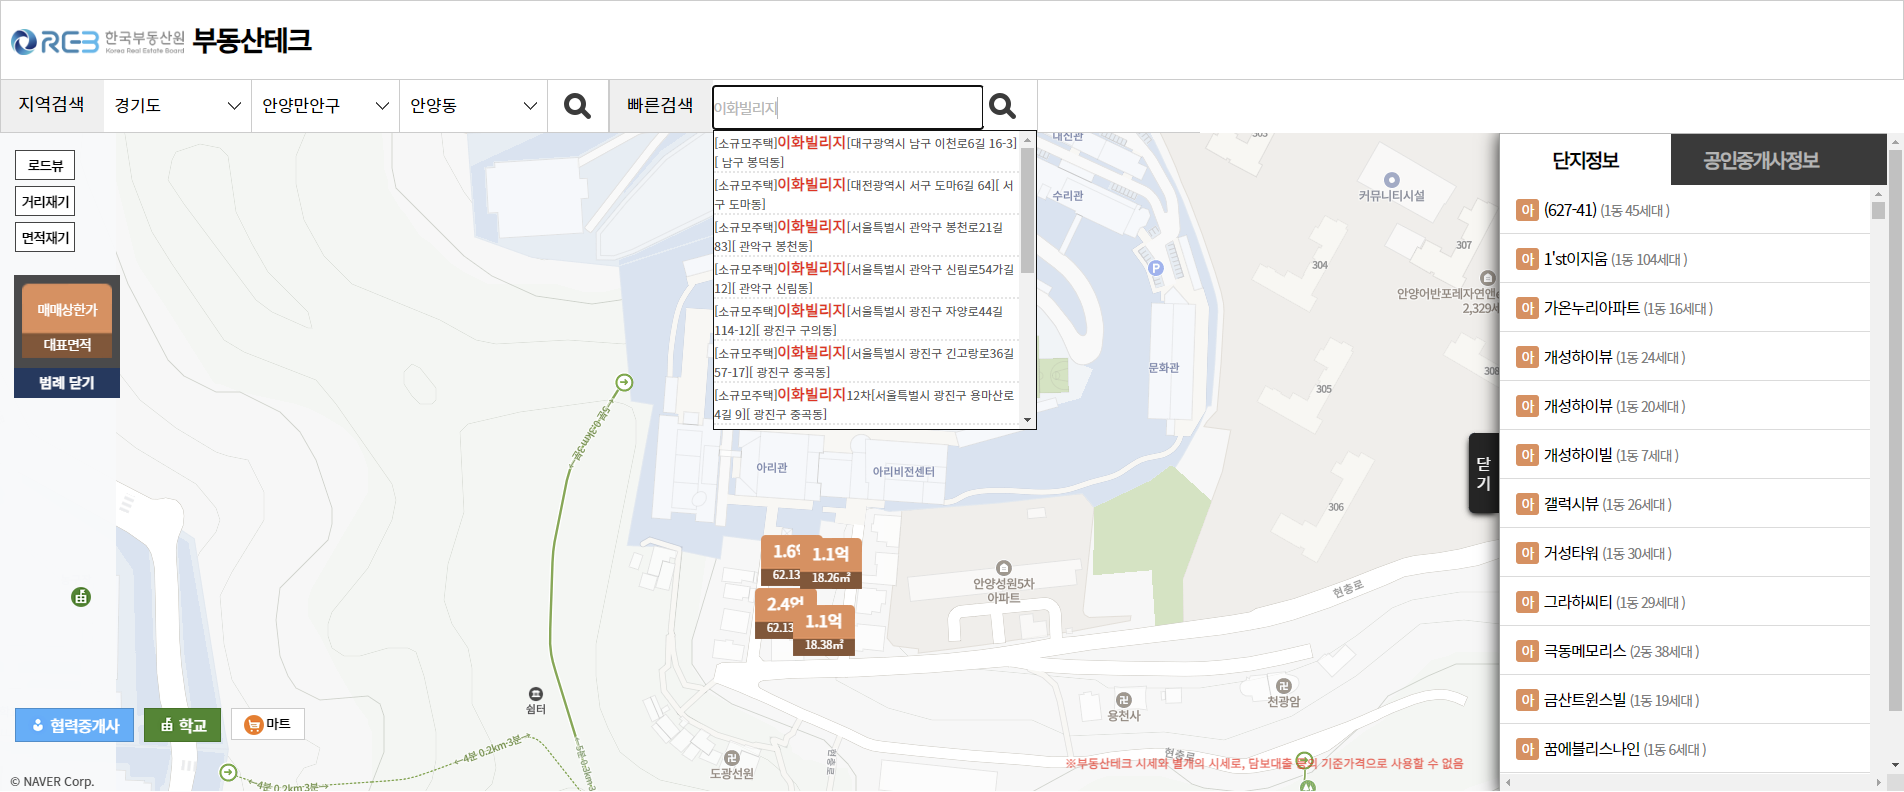 REB 한국부동산원 부동산테크
Korea Real Estate Board
지역검색 경기도 안양만안구 안양동 빠른검색 이화빌리지
로드뷰
거리재기
면적재기
매매상한가
대표면적
범례 닫기
[소규모주택]이화빌리지[대구광역시 남구 이천로6길 16-3]
[ 남구 봉덕동]
[소규모주택]이화빌리지[대전광역시 서구 도마6길 64][ 서
구 도마동]
[소규모주택]이화빌리지[서울특별시 관악구 봉천로21길
83][ 관악구 봉천동]
[소규모주택]이화빌리지[서울특별시 관악구 신림로54가길
12][ 관악구 신림동]
[소규모주택]이화빌리지[서울특별시 광진구 자양로44길
114-12][ 광진구 구의동]
[소규모주택]이화빌리지[서울특별시 광진구 긴고랑로36길
57-17][ 광진구 중곡동]
[소규모주택]이화빌리지12차[서울특별시 광진구 용마산로
4길 9][ 광진구 중곡동]
대신관
303
수리관
커뮤니티시설
307
304
P
안양어반포레자연앤e
2,329세
문화관
305
308
아리관
아리비전센터
306
5분 0.3km 3분
1.6억
62.13
1.1억
18.26㎡
2.4억
62.13
1.1억
18.38㎡
안양성원5차
아파트
현충로
쉼터
용천사
천광암
도광선원
현충로
현충로
4분 0.2km 3분
4분 0.2km 3분
5분 0.3km 3
※부동산테크 시세와 별개의 시세로, 담보대출 등의 기준가격으로 사용할 수 없음
협력중개사 학교 마트
© NAVER Corp.
닫
기
단지정보 공인중개사정보
아 (627-41) (1동 45세대 )
아 1'st이지움 (1동 104세대 )
아 가온누리아파트 (1동 16세대 )
아 개성하이뷰 (1동 24세대 )
아 개성하이뷰 (1동 20세대 )
아 개성하이빌 (1동 7세대 )
아 갤럭시뷰 (1동 26세대 )
아 거성타워 (1동 30세대 )
아 그라하씨티 (1동 29세대 )
아 극동메모리스 (2동 38세대 )
아 금산트윈스빌 (1동 19세대 )
아 꿈에블리스나인 (1동 6세대 )